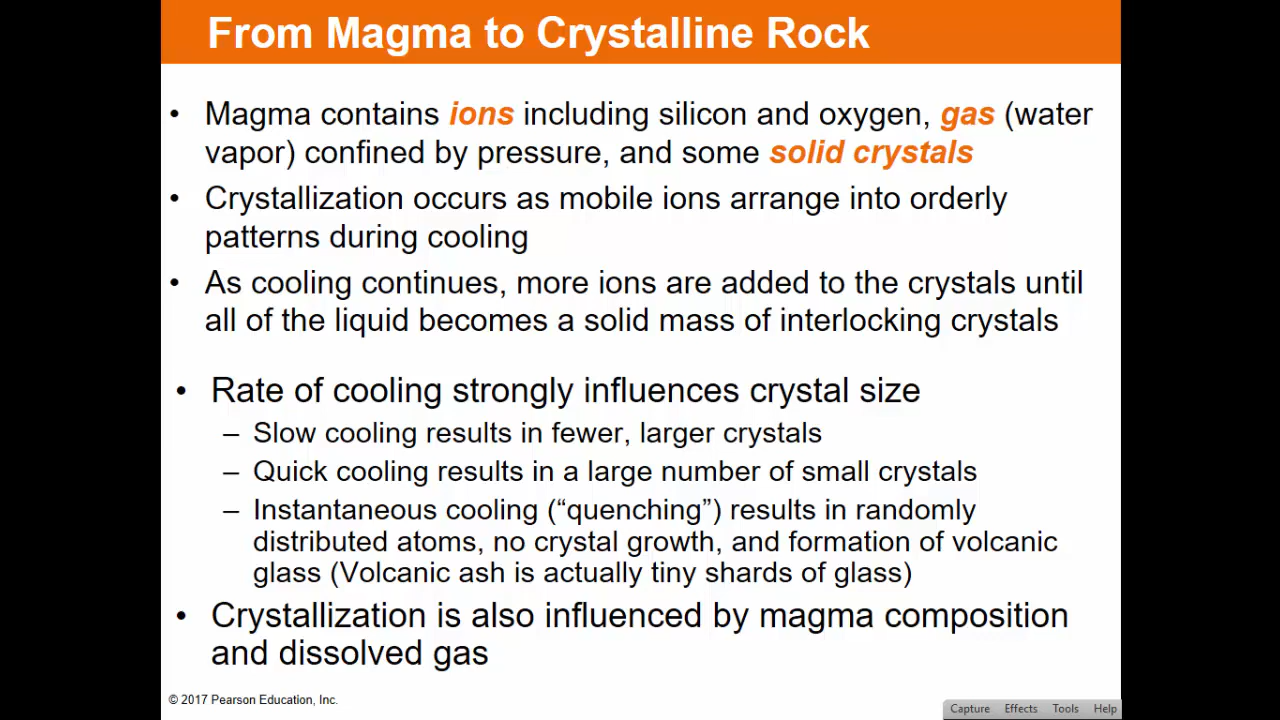 From Magma to Crystalline Rock
• Magma contains ions including silicon and oxygen, gas (water
vapor) confined by pressure, and some solid crystals
• Crystallization occurs as mobile ions arrange into orderly
patterns during cooling
• As cooling continues, more ions are added to the crystals until
all of the liquid becomes a solid mass of interlocking crystals
• Rate of cooling strongly influences crystal size
– Slow cooling results in fewer, larger crystals
– Quick cooling results in a large number of small crystals
– Instantaneous cooling (“quenching”) results in randomly
distributed atoms, no crystal growth, and formation of volcanic
glass (Volcanic ash is actually tiny shards of glass)
• Crystallization is also influenced by magma composition
and dissolved gas
© 2017 Pearson Education, Inc.
Capture Effects Tools Help